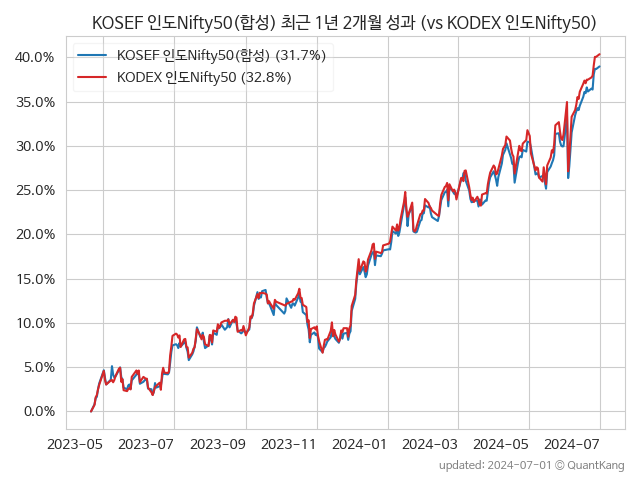 KOSEF 인도Nifty50(합성) 최근 1년 2개월 성과 (vs KODEX 인도Nifty50)
KOSEF 인도Nifty50(합성) (31.7%)
KODEX 인도Nifty50 (32.8%)
40.0%
35.0%
30.0%
25.0%
20.0%
15.0%
10.0%
5.0%
0.0%
2023-05 2023-07 2023-09 2023-11 2024-01 2024-03 2024-05 2024-07
updated: 2024-07-01 © QuantKang